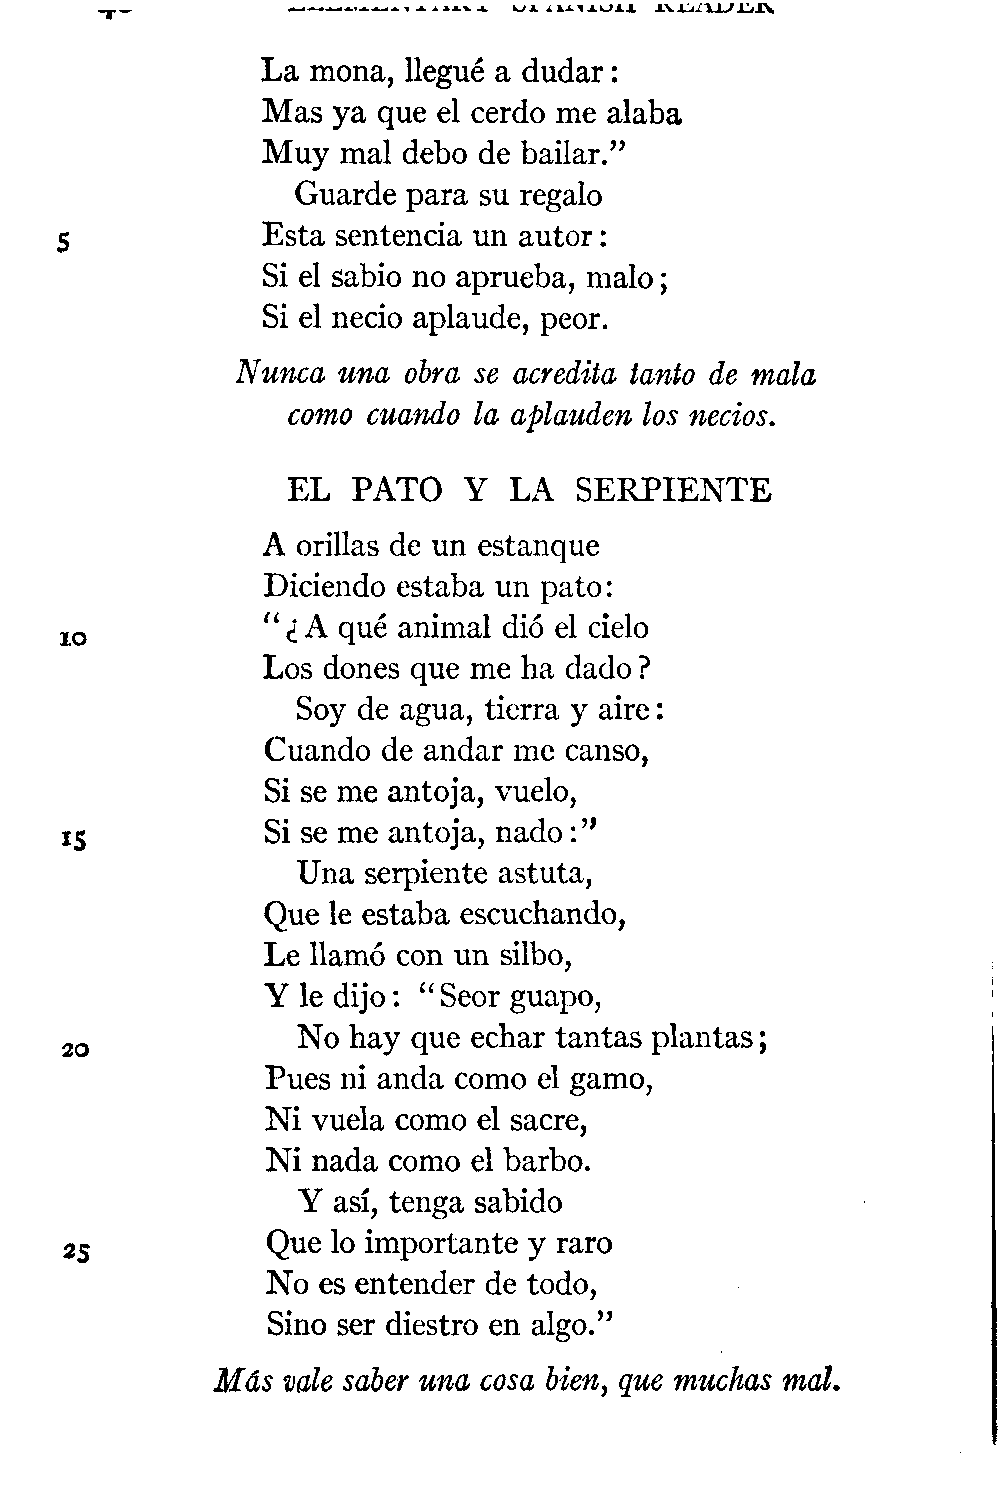 La mona, llegué a dudar:
Mas ya que el cerdo me alaba
Muy mal debo de bailar.”
Guarde para su regalo
5 Esta sentencia un autor:
Si el sabio no aprueba, malo;
Si el necio aplaude, peor.
Nunca una obra se acredita tanto de mala
como cuando la aplauden los necios.
EL PATO Y LA SERPIENTE
A orillas de un estanque
Diciendo estaba un pato:
10 “¿A qué animal dió el cielo
Los dones que me ha dado?
Soy de agua, tierra y aire:
Cuando de andar me canso,
Si se me antoja, vuelo,
15 Si se me antoja, nado:”
Una serpiente astuta,
Que le estaba escuchando,
Le llamó con un silbo,
Y le dijo: “Seor guapo,
20 No hay que echar tantas plantas;
Pues ni anda como el gamo,
Ni vuela como el sacre,
Ni nada como el barbo.
Y así, tenga sabido
25 Que lo importante y raro
No es entender de todo,
Sino ser diestro en algo.”
Más vale saber una cosa bien, que muchas mal.